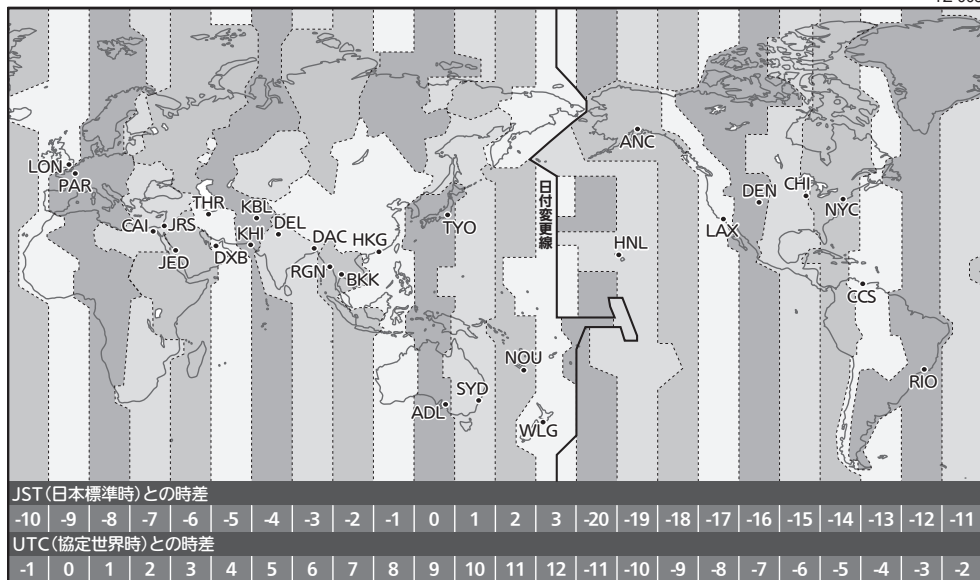 LON
PAR
THR
KBL
CAI
JRS
DEL
KHI
JED
DXB
DAC
HKG
RGN
BKK
TYO
日付変更線
ANC
HNL
LAX
DEN
CHI
NYC
CCS
RIO
NOU
SYD
ADL
WLG
JST(日本標準時)との時差
-10 -9 -8 -7 -6 -5 -4 -3 -2 -1 0 1 2 3 -20 -19 -18 -17 -16 -15 -14 -13 -12 -11
UTC(協定世界時)との時差
-1 0 1 2 3 4 5 6 7 8 9 10 11 12 -11 -10 -9 -8 -7 -6 -5 -4 -3 -2